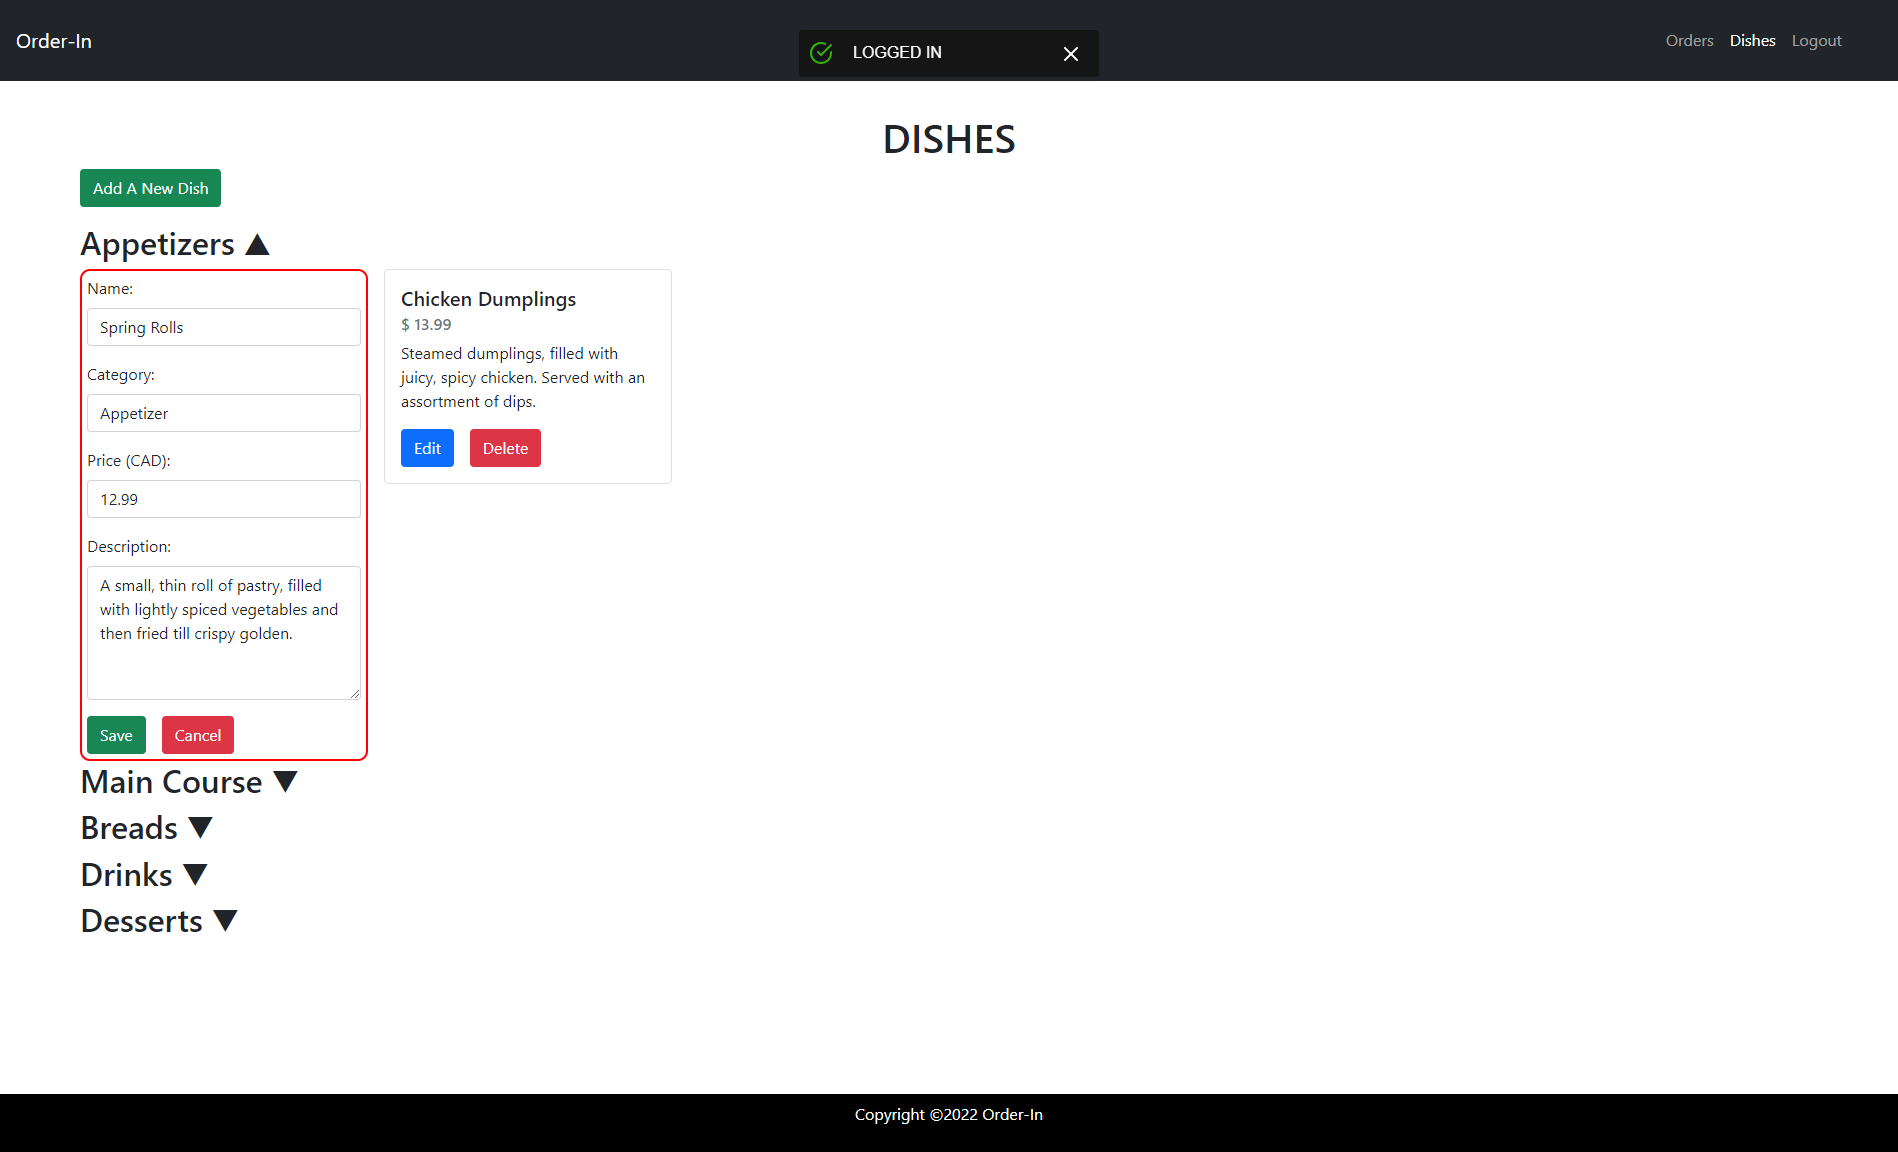 Order-In
LOGGED IN
Orders Dishes Logout
DISHES
Add A New Dish
Appetizers ▲
Name:
Spring Rolls
Category:
Appetizer
Price (CAD):
12.99
Description:
A small, thin roll of pastry, filled
with lightly spiced vegetables and
then fried till crispy golden.
Save Cancel
Chicken Dumplings
$ 13.99
Steamed dumplings, filled with
juicy, spicy chicken. Served with an
assortment of dips.
Edit Delete
Main Course ▼
Breads ▼
Drinks ▼
Desserts ▼
Copyright ©2022 Order-In